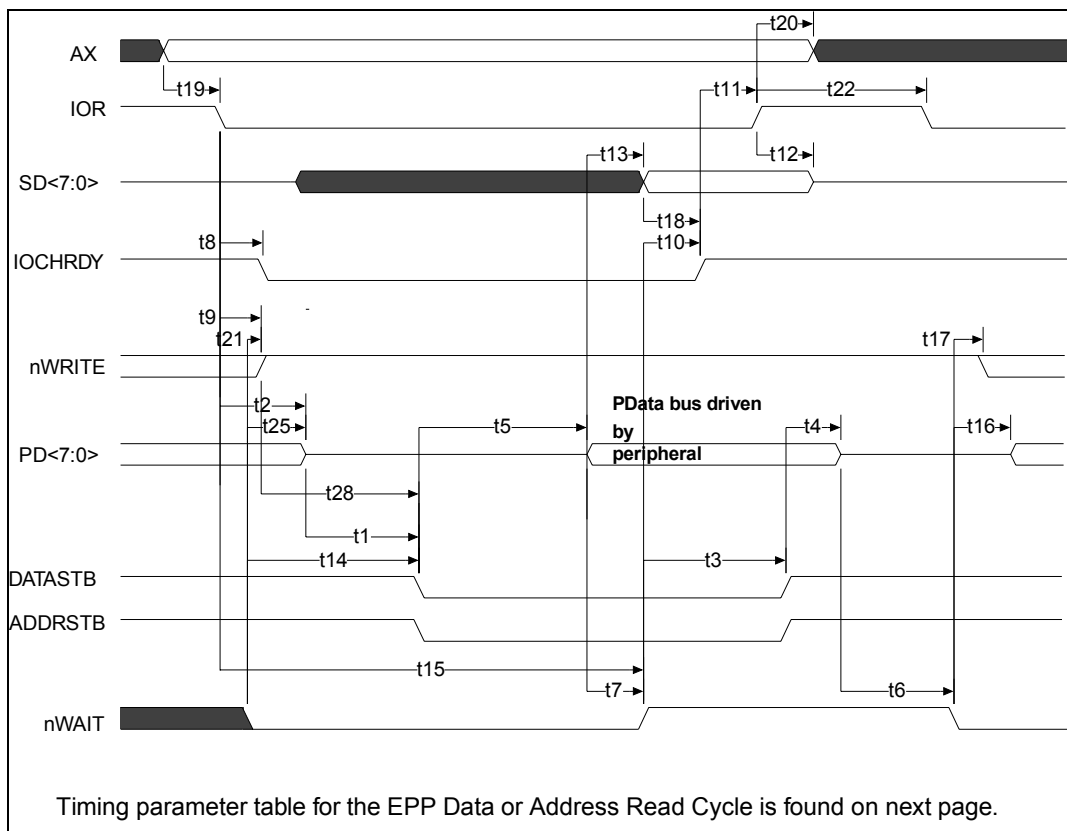 t20
AX
t19
t11
t22
IOR
t13
t12
SD<7:0>
t18
t8
t10
IOCHRDY
t9
t21
t17
nWRITE
t2
PData bus driven
t25
t5
by
t4
t16
PD<7:0>
peripheral
t28
t1
t14
t3
DATASTB
ADDRSTB
t15
t7
t6
nWAIT
Timing parameter table for the EPP Data or Address Read Cycle is found on next page.